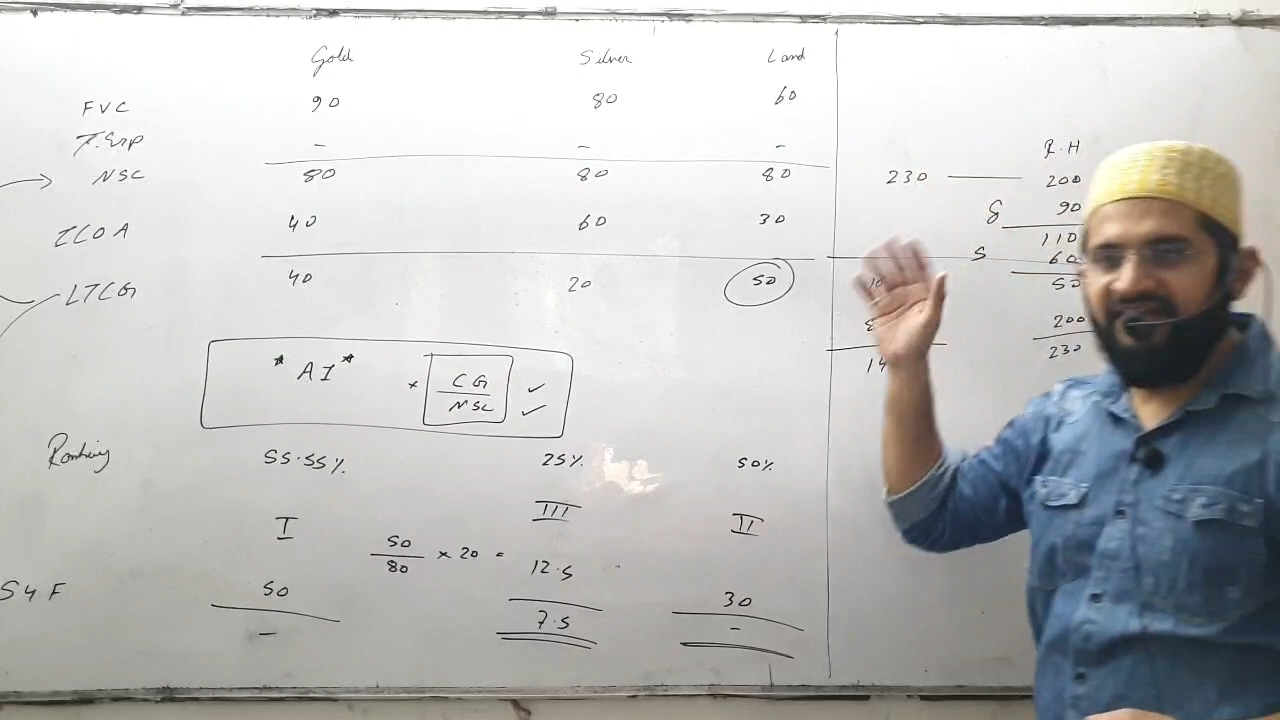 Gold Silver Land
FVC 90 80 60
T.Exp - - -
NSC 80 80 80
ICOA 40 60 30
LTCG 40 20 50
*AI* × CG/NSC ✓ ✓
Ranking 55.55% 25% 50%
I III II
50/80 × 20 = 12.5
54F 50 30
- 7.5 -
R.H
230 — 200
90
110
S 60
50
200
230